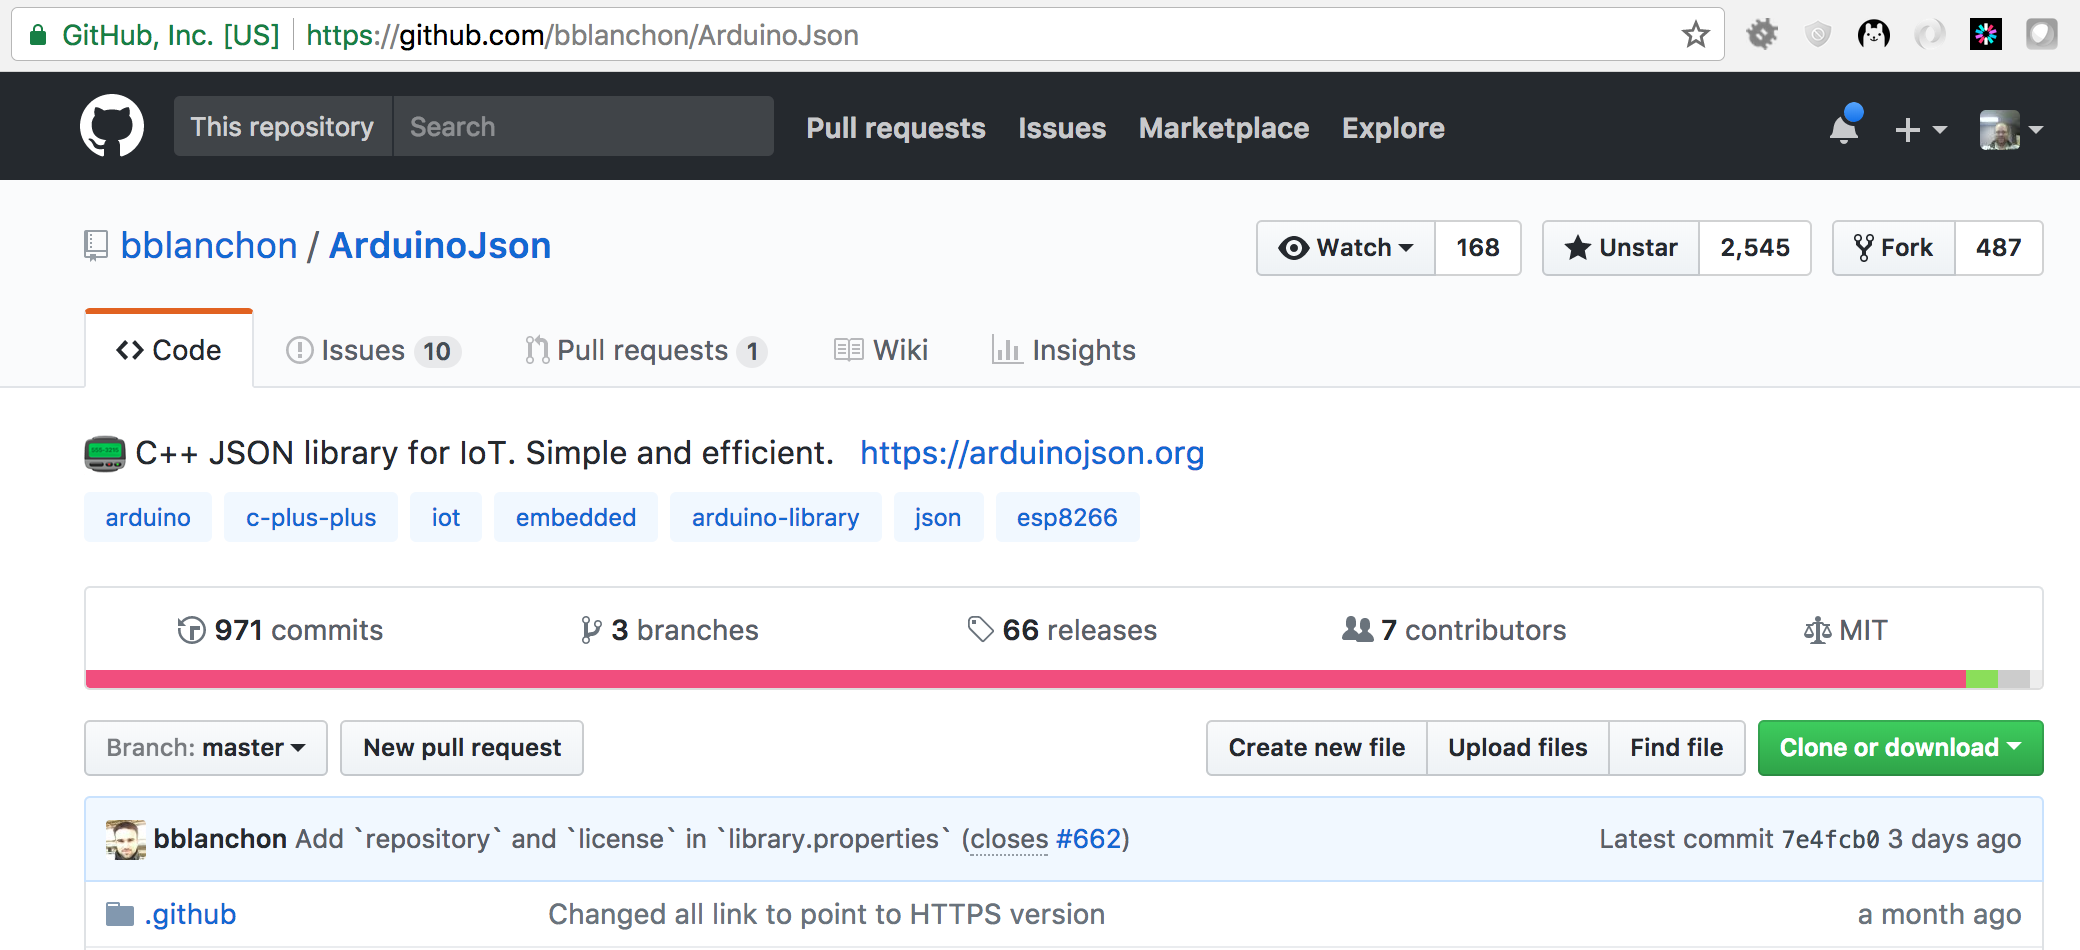 GitHub, Inc. [US] https://github.com/bblanchon/ArduinoJson
This repository Search Pull requests Issues Marketplace Explore
bblanchon / ArduinoJson Watch 168 Unstar 2,545 Fork 487
Code Issues 10 Pull requests 1 Wiki Insights
C++ JSON library for IoT. Simple and efficient. https://arduinojson.org
arduino c-plus-plus iot embedded arduino-library json esp8266
971 commits 3 branches 66 releases 7 contributors MIT
Branch: master New pull request Create new file Upload files Find file Clone or download
bblanchon Add `repository` and `license` in `library.properties` (closes #662) Latest commit 7e4fcb0 3 days ago
.github Changed all link to point to HTTPS version a month ago